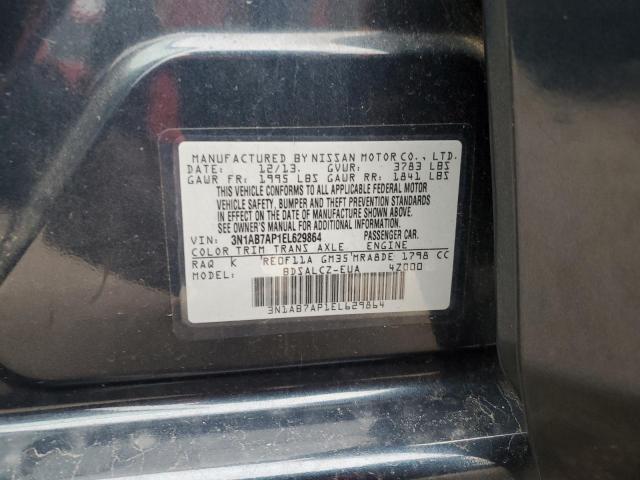 MANUFACTURED BY NISSAN MOTOR CO., LTD.
DATE: 12/13. GVWR: 3783 LBS
GAWR FR: 1995 LBS GAWR RR: 1841 LBS
THIS VEHICLE CONFORMS TO ALL APPLICABLE FEDERAL MOTOR
VEHICLE SAFETY, BUMPER AND THEFT PREVENTION STANDARDS
IN EFFECT ON THE DATE OF MANUFACTURE SHOWN ABOVE.
SEE OWNER'S MANUAL FOR ADDITIONAL INFORMATION.
VIN: 3N1AB7AP1EL629864 PASSENGER CAR.
COLOR TRIM TRANS AXLE ENGINE
RAQ K RE0F11A GM35 MRA8DE 1798 CC
MODEL: BDSALCZ-EUA 4Z000
3N1AB7AP1EL629864